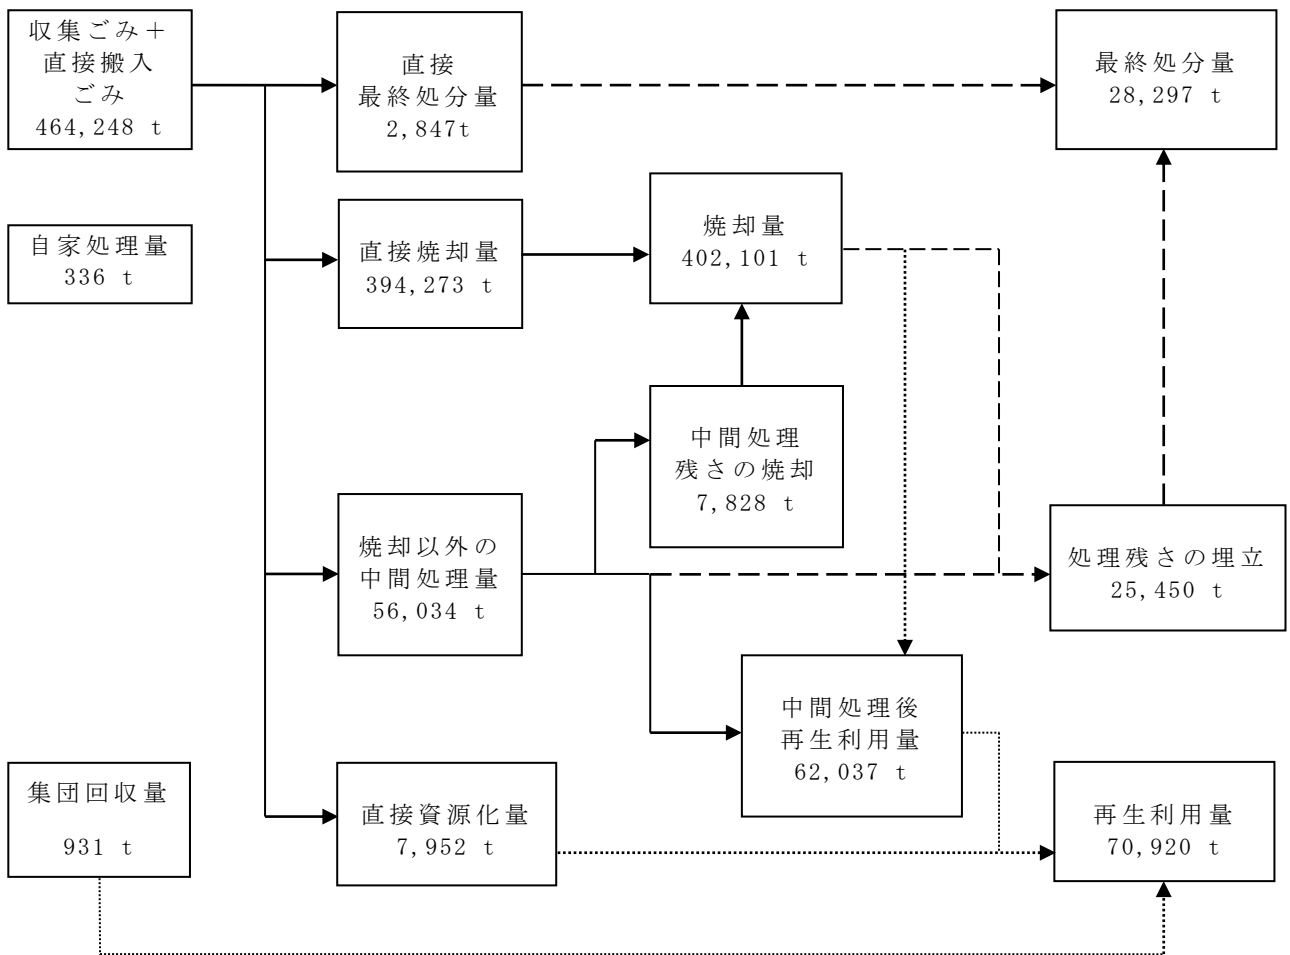 収集ごみ＋
直接搬入
ごみ
464,248 t
直接
最終処分量
2,847t
最終処分量
28,297 t
自家処理量
336 t
直接焼却量
394,273 t
焼却量
402,101 t
中間処理
残さの焼却
7,828 t
焼却以外の
中間処理量
56,034 t
処理残さの埋立
25,450 t
中間処理後
再生利用量
62,037 t
集団回収量
931 t
直接資源化量
7,952 t
再生利用量
70,920 t